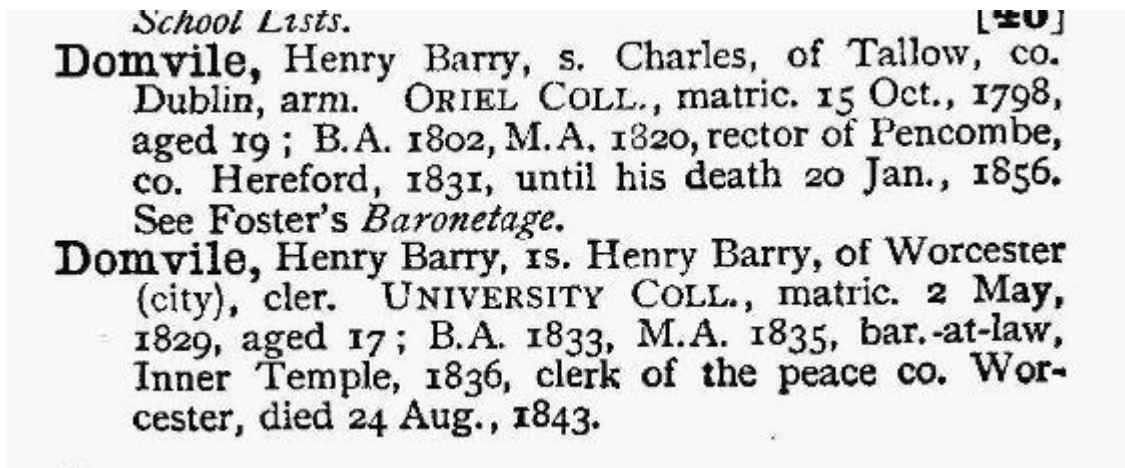 School Lists. [40]
Domvile, Henry Barry, s. Charles, of Tallow, co.
Dublin, arm. ORIEL COLL., matric. 15 Oct., 1798,
aged 19 ; B.A. 1802, M.A. 1820, rector of Pencombe,
co. Hereford, 1831, until his death 20 Jan., 1856.
See Foster's Baronetage.
Domvile, Henry Barry, 1s. Henry Barry, of Worcester
(city), cler. UNIVERSITY COLL., matric. 2 May,
1829, aged 17 ; B.A. 1833, M.A. 1835, bar.-at-law,
Inner Temple, 1836, clerk of the peace co. Wor-
cester, died 24 Aug., 1843.